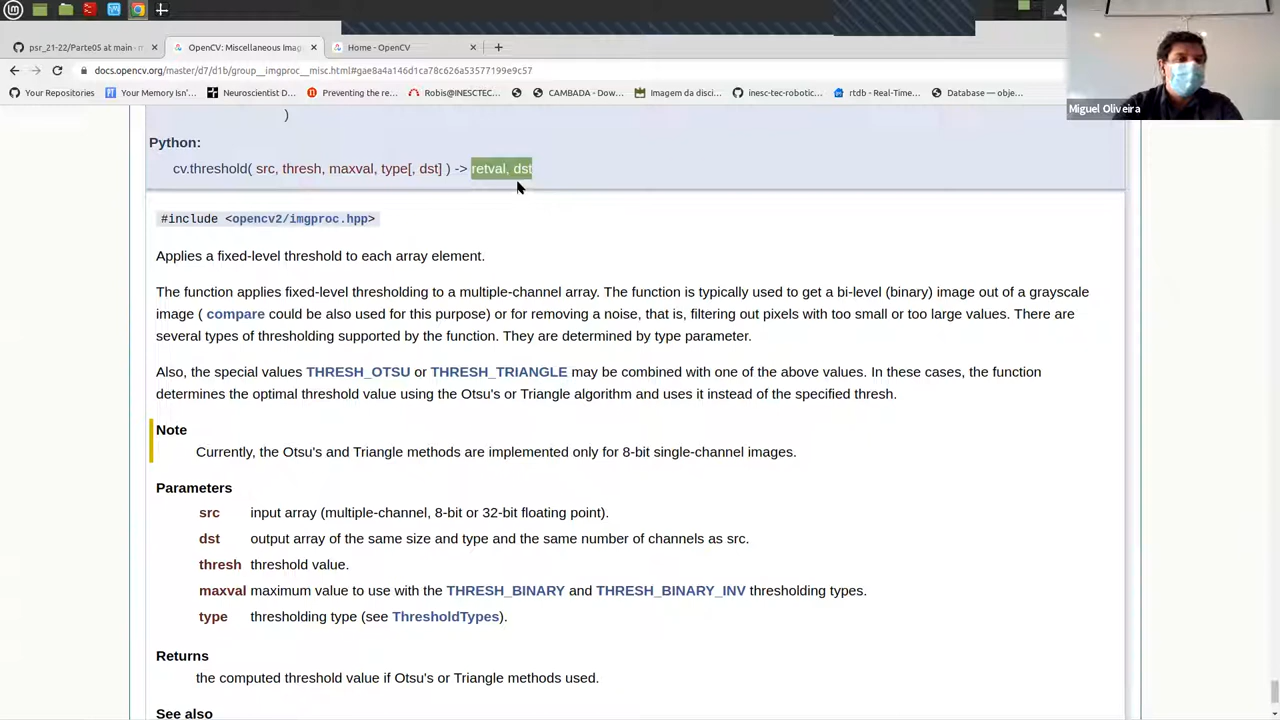 psr_21-22/Parte05 at main · m
OpenCV: Miscellaneous Imag
Home - OpenCV
docs.opencv.org/master/d7/d1b/group__imgproc__misc.html#gae8a4a146d1ca78c626a53577199e9c57
Your Repositories
Your Memory Isn'...
Neuroscientist D...
Preventing the re...
Robis@INESCTEC...
CAMBADA - Dow...
Imagem da disci...
inesc-tec-robotic...
rtdb - Real-Time...
Database — obje...
Miguel Oliveira
)
Python:
cv.threshold( src, thresh, maxval, type[, dst] ) -> retval, dst
#include <opencv2/imgproc.hpp>
Applies a fixed-level threshold to each array element.
The function applies fixed-level thresholding to a multiple-channel array. The function is typically used to get a bi-level (binary) image out of a grayscale
image ( compare could be also used for this purpose) or for removing a noise, that is, filtering out pixels with too small or too large values. There are
several types of thresholding supported by the function. They are determined by type parameter.
Also, the special values THRESH_OTSU or THRESH_TRIANGLE may be combined with one of the above values. In these cases, the function
determines the optimal threshold value using the Otsu's or Triangle algorithm and uses it instead of the specified thresh.
Note
Currently, the Otsu's and Triangle methods are implemented only for 8-bit single-channel images.
Parameters
src input array (multiple-channel, 8-bit or 32-bit floating point).
dst output array of the same size and type and the same number of channels as src.
thresh threshold value.
maxval maximum value to use with the THRESH_BINARY and THRESH_BINARY_INV thresholding types.
type thresholding type (see ThresholdTypes).
Returns
the computed threshold value if Otsu's or Triangle methods used.
See also